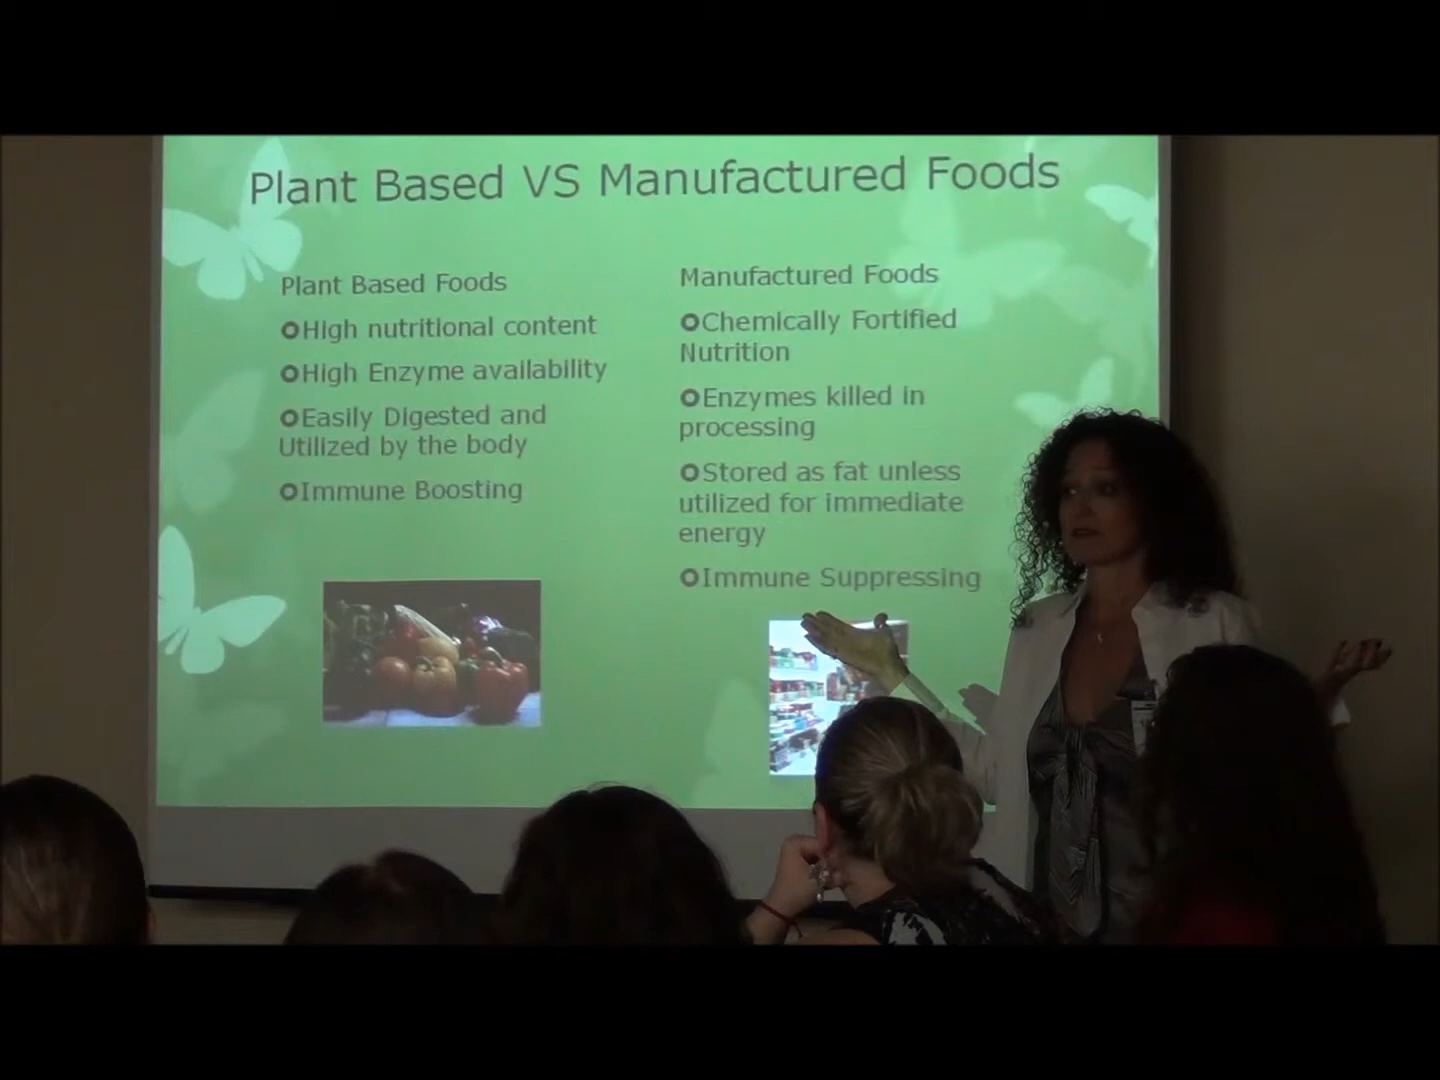 Plant Based VS Manufactured Foods
Plant Based Foods
High nutritional content
High Enzyme availability
Easily Digested and
Utilized by the body
Immune Boosting
Manufactured Foods
Chemically Fortified
Nutrition
Enzymes killed in
processing
Stored as fat unless
utilized for immediate
energy
Immune Suppressing